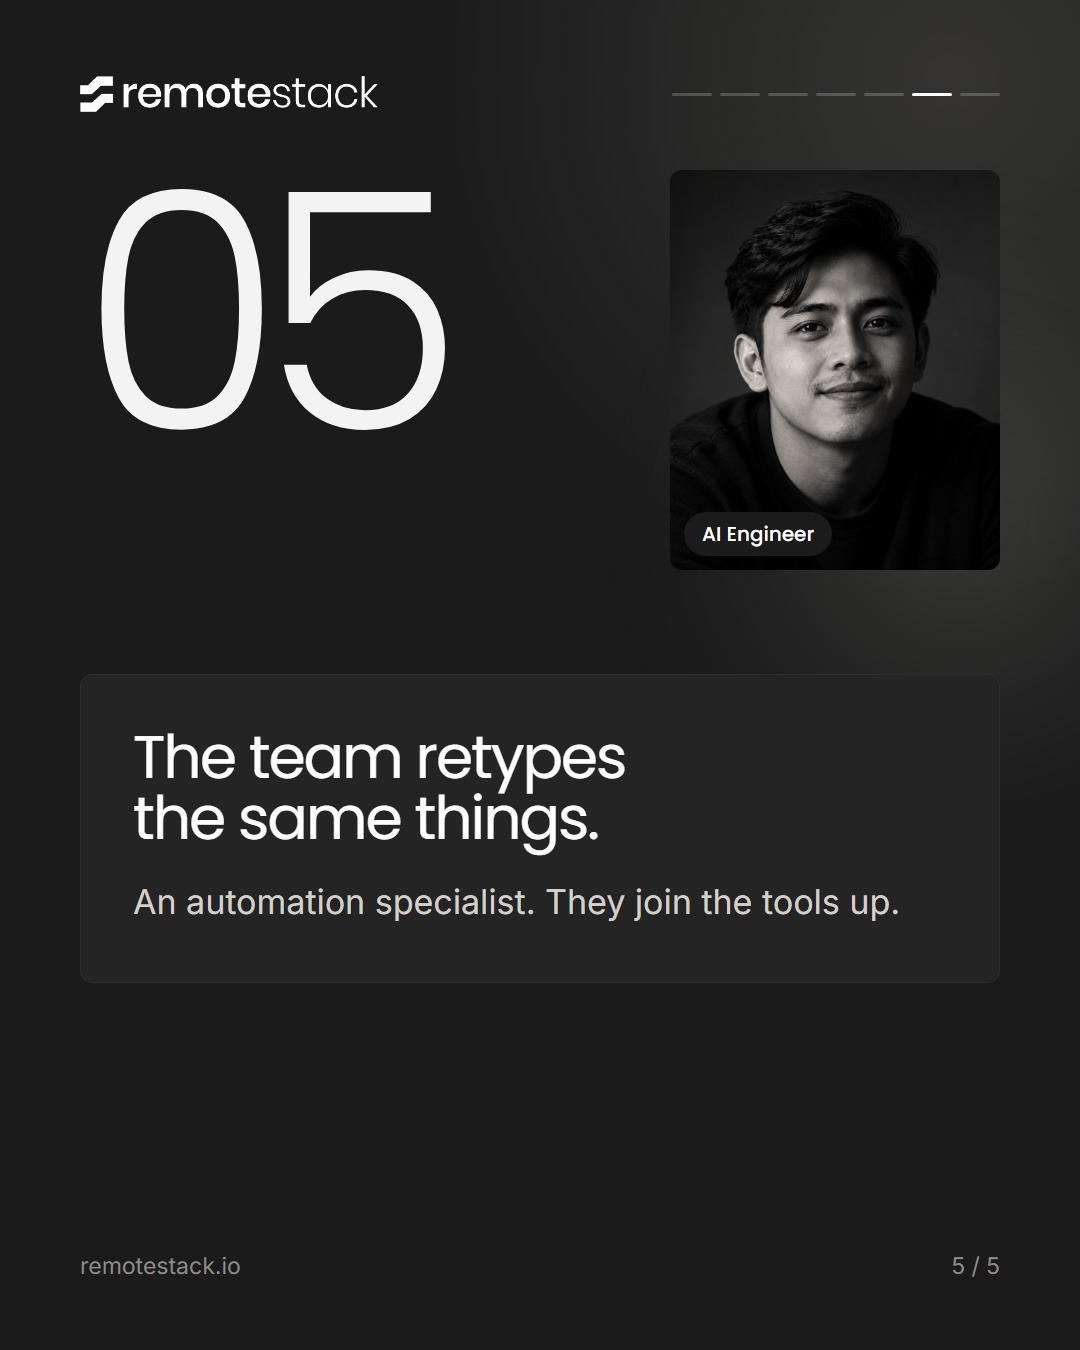 remotestack
05
AI Engineer
The team retypes
the same things.
An automation specialist. They join the tools up.
remotestack.io
5 / 5